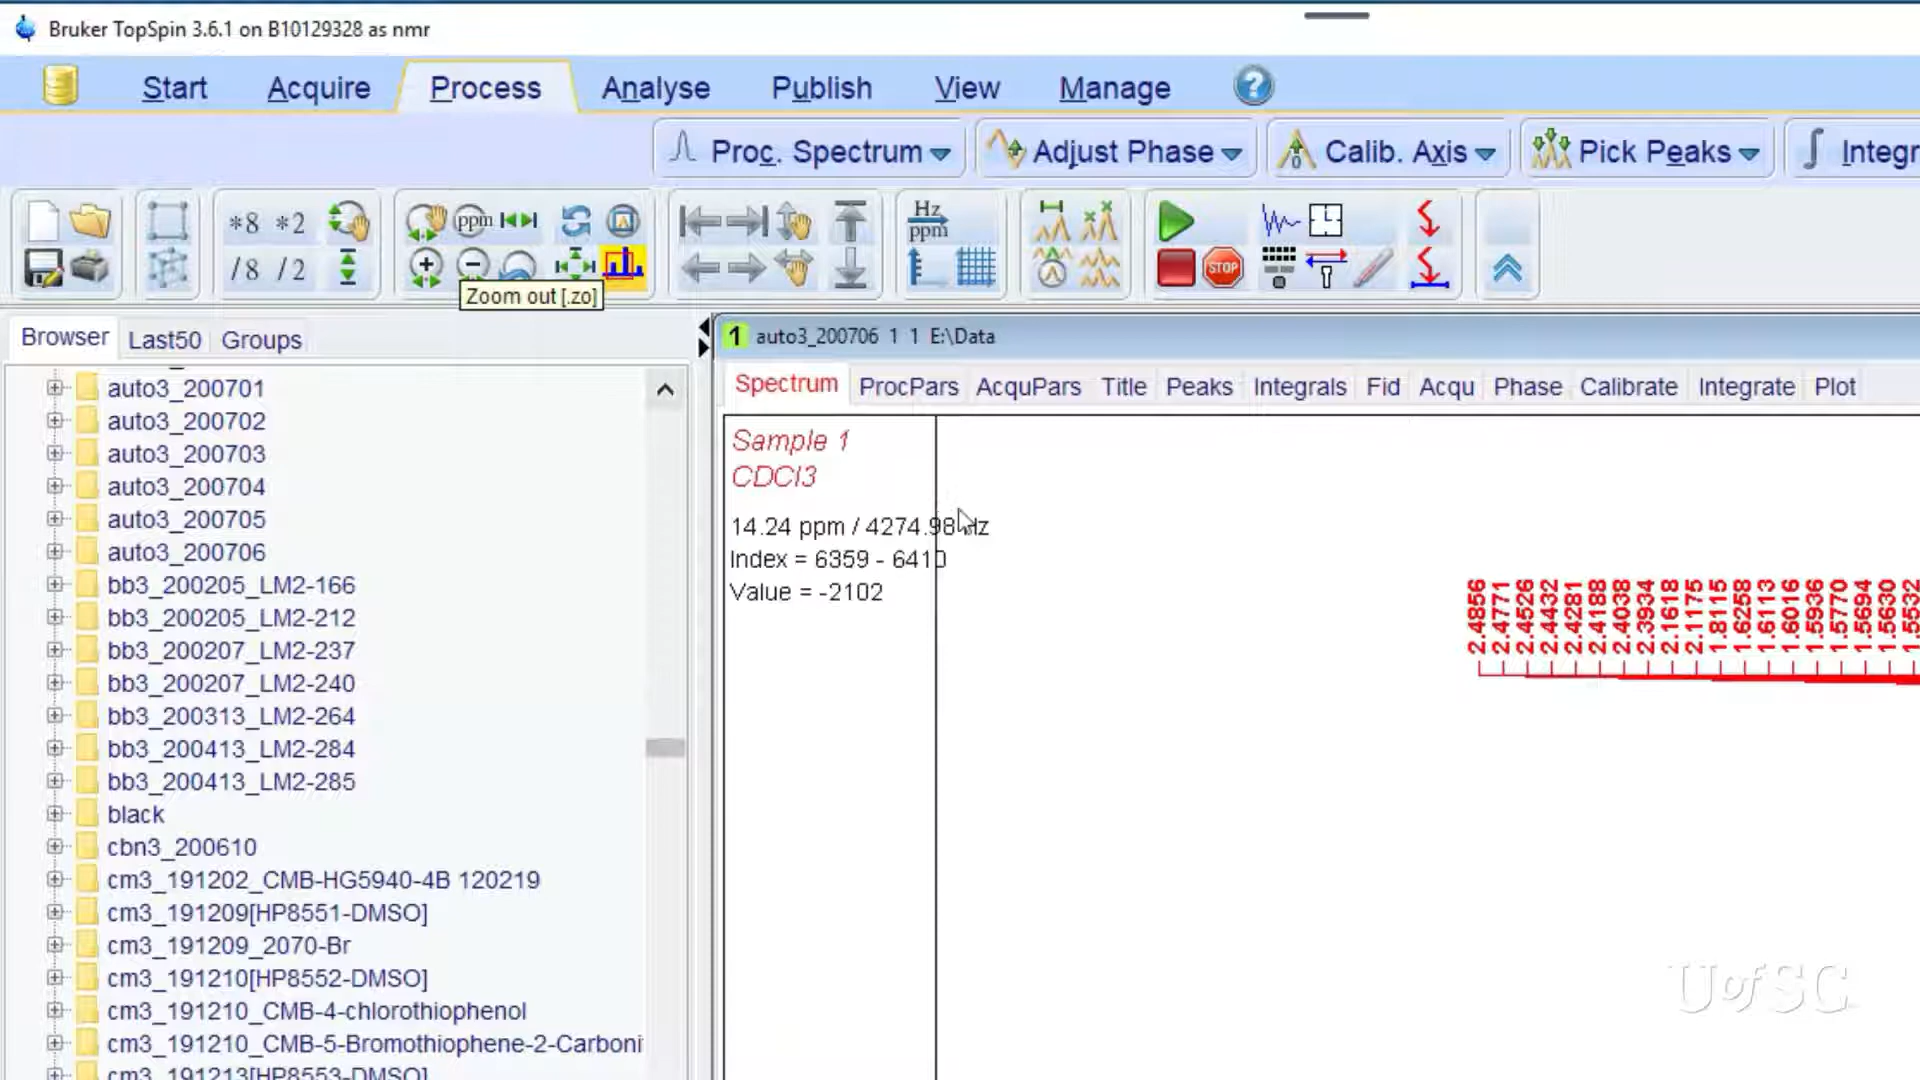 Bruker TopSpin 3.6.1 on B10129328 as nmr
Start Acquire Process Analyse Publish View Manage ?
Proc. Spectrum Adjust Phase Calib. Axis Pick Peaks Integr
*8 *2 ppm Hz ppm
/8 /2 STOP
Zoom out [.zo]
Browser Last50 Groups
1 auto3_200706 1 1 E:\Data
Spectrum ProcPars AcquPars Title Peaks Integrals Fid Acqu Phase Calibrate Integrate Plot
auto3_200701
auto3_200702
auto3_200703
auto3_200704
auto3_200705
auto3_200706
bb3_200205_LM2-166
bb3_200205_LM2-212
bb3_200207_LM2-237
bb3_200207_LM2-240
bb3_200313_LM2-264
bb3_200413_LM2-284
bb3_200413_LM2-285
black
cbn3_200610
cm3_191202_CMB-HG5940-4B 120219
cm3_191209[HP8551-DMSO]
cm3_191209_2070-Br
cm3_191210[HP8552-DMSO]
cm3_191210_CMB-4-chlorothiophenol
cm3_191210_CMB-5-Bromothiophene-2-Carboni
cm3_191213[HP8553-DMSO]
Sample 1
CDCl3
14.24 ppm / 4274.98 Hz
Index = 6359 - 6410
Value = -2102
2.4856
2.4771
2.4526
2.4432
2.4281
2.4188
2.4038
2.3934
2.1618
2.1175
1.8115
1.6258
1.6113
1.6016
1.5936
1.5770
1.5694
1.5630
1.5532
UofSC